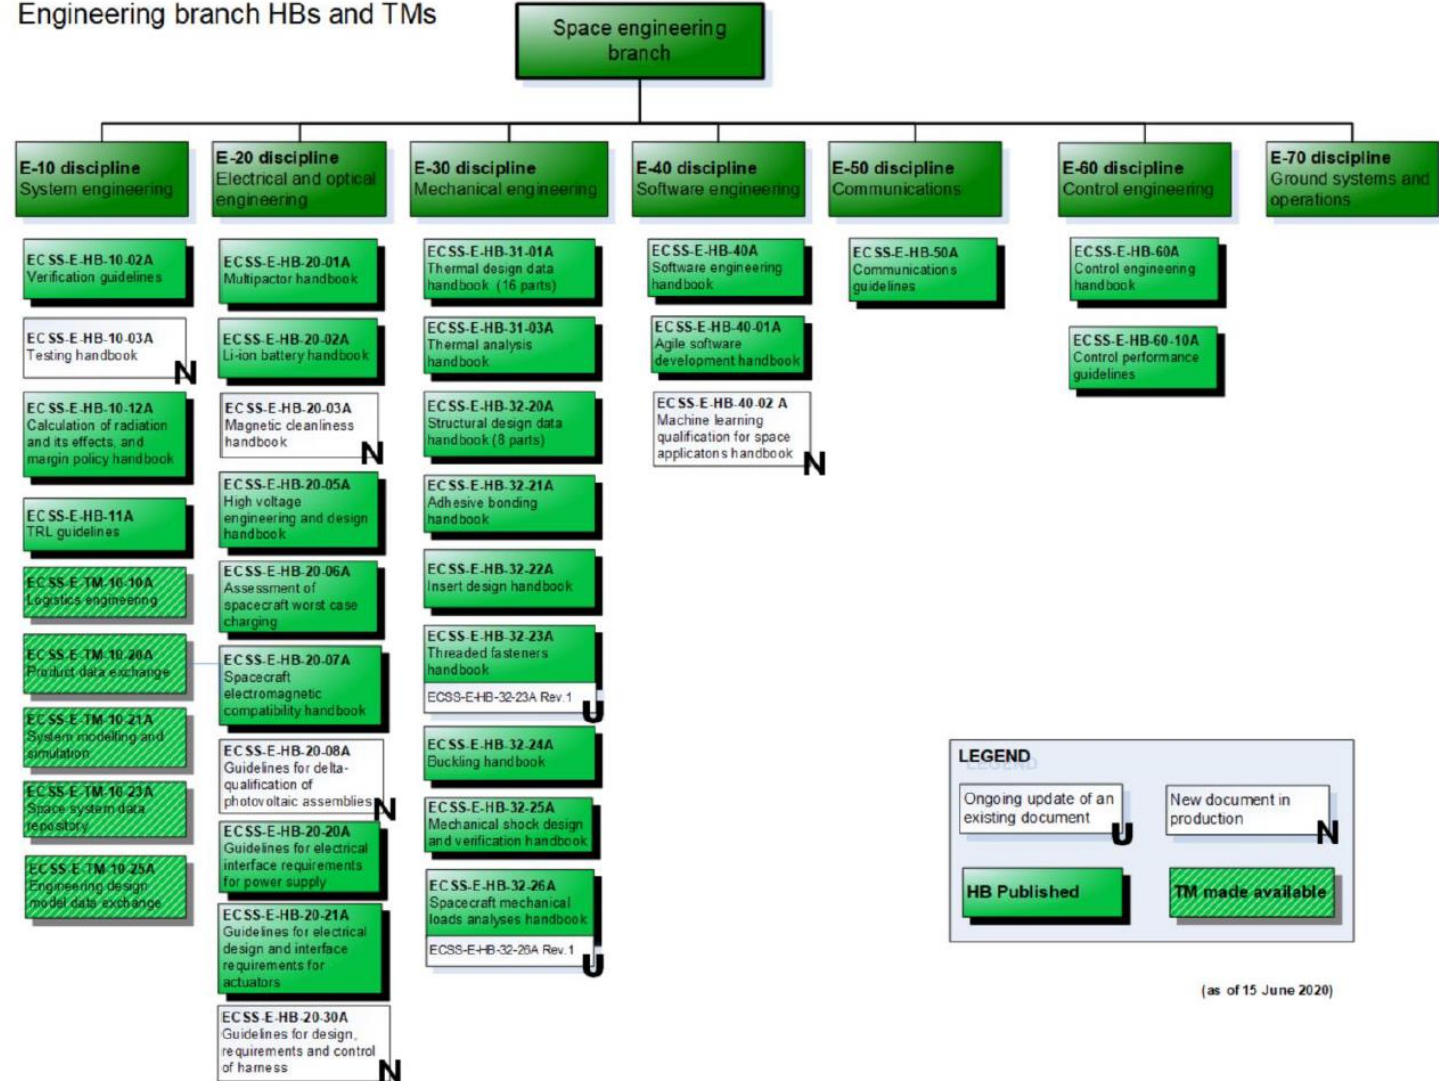 Engineering branch HBs and TMs
Space engineering
branch
E-10 discipline
System engineering
E-20 discipline
Electrical and optical
engineering
E-30 discipline
Mechanical engineering
E-40 discipline
Software engineering
E-50 discipline
Communications
E-60 discipline
Control engineering
E-70 discipline
Ground systems and
operations
ECSS-E-HB-10-02A
Verification guidelines
ECSS-E-HB-10-03A
Testing handbook
N
ECSS-E-HB-10-12A
Calculation of radiation
and its effects, and
margin policy handbook
ECSS-E-HB-11A
TRL guidelines
ECSS-E-TM-10-10A
Logistics engineering
ECSS-E-TM-10-20A
Product data exchange
ECSS-E-TM-10-21A
System modelling and
simulation
ECSS-E-TM-10-23A
Space system data
repository
ECSS-E-TM-10-25A
Engineering design
model data exchange
ECSS-E-HB-20-01A
Multipactor handbook
ECSS-E-HB-20-02A
Li-ion battery handbook
ECSS-E-HB-20-03A
Magnetic cleanliness
handbook
N
ECSS-E-HB-20-05A
High voltage
engineering and design
handbook
ECSS-E-HB-20-06A
Assessment of
spacecraft worst case
charging
ECSS-E-HB-20-07A
Spacecraft
electromagnetic
compatibility handbook
ECSS-E-HB-20-08A
Guidelines for delta-
qualification of
photovoltaic assemblies
N
ECSS-E-HB-20-20A
Guidelines for electrical
interface requirements
for power supply
ECSS-E-HB-20-21A
Guidelines for electrical
design and interface
requirements for
actuators
ECSS-E-HB-20-30A
Guidelines for design,
requirements and control
of harness
N
ECSS-E-HB-31-01A
Thermal design data
handbook (16 parts)
ECSS-E-HB-31-03A
Thermal analysis
handbook
ECSS-E-HB-32-20A
Structural design data
handbook (8 parts)
ECSS-E-HB-32-21A
Adhesive bonding
handbook
ECSS-E-HB-32-22A
Insert design handbook
ECSS-E-HB-32-23A
Threaded fasteners
handbook
ECSS-E-HB-32-23A Rev.1
U
ECSS-E-HB-32-24A
Buckling handbook
ECSS-E-HB-32-25A
Mechanical shock design
and verification handbook
ECSS-E-HB-32-26A
Spacecraft mechanical
loads analyses handbook
ECSS-E-HB-32-26A Rev.1
U
ECSS-E-HB-40A
Software engineering
handbook
ECSS-E-HB-40-01A
Agile software
development handbook
ECSS-E-HB-40-02 A
Machine learning
qualification for space
applicatons handbook
N
ECSS-E-HB-50A
Communications
guidelines
ECSS-E-HB-60A
Control engineering
handbook
ECSS-E-HB-60-10A
Control performance
guidelines
LEGEND
Ongoing update of an
existing document
U
New document in
production
N
HB Published
TM made available
(as of 15 June 2020)